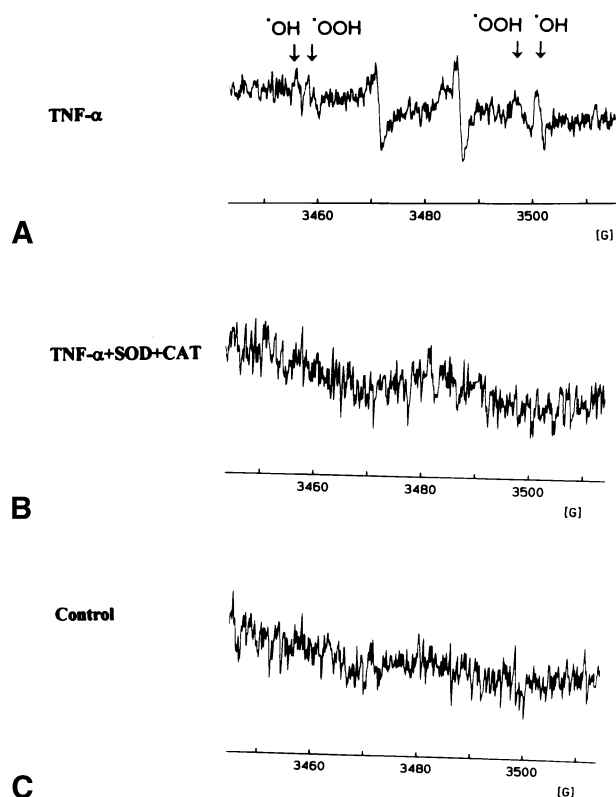 •OH •OOH •OOH •OH
TNF-α
3460 3480 3500
[G]
A
TNF-α+SOD+CAT
3460 3480 3500
[G]
B
Control
3460 3480 3500
[G]
C